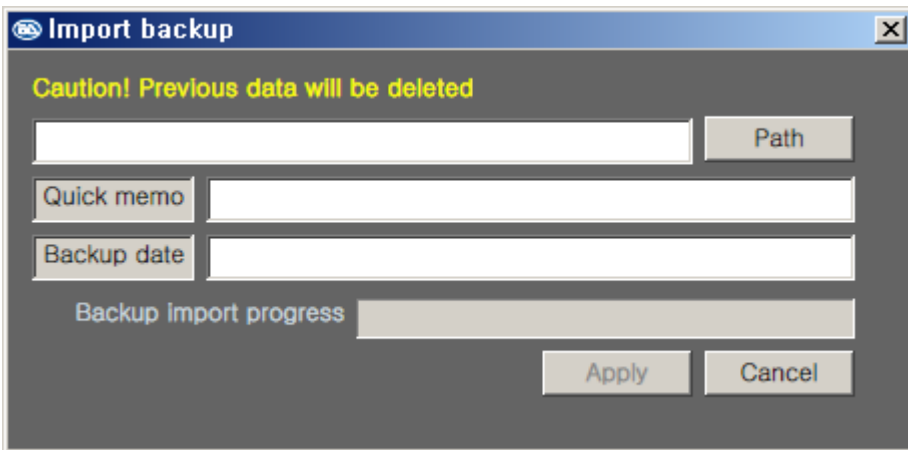 Import backup
Caution! Previous data will be deleted
Path
Quick memo
Backup date
Backup import progress
Apply Cancel